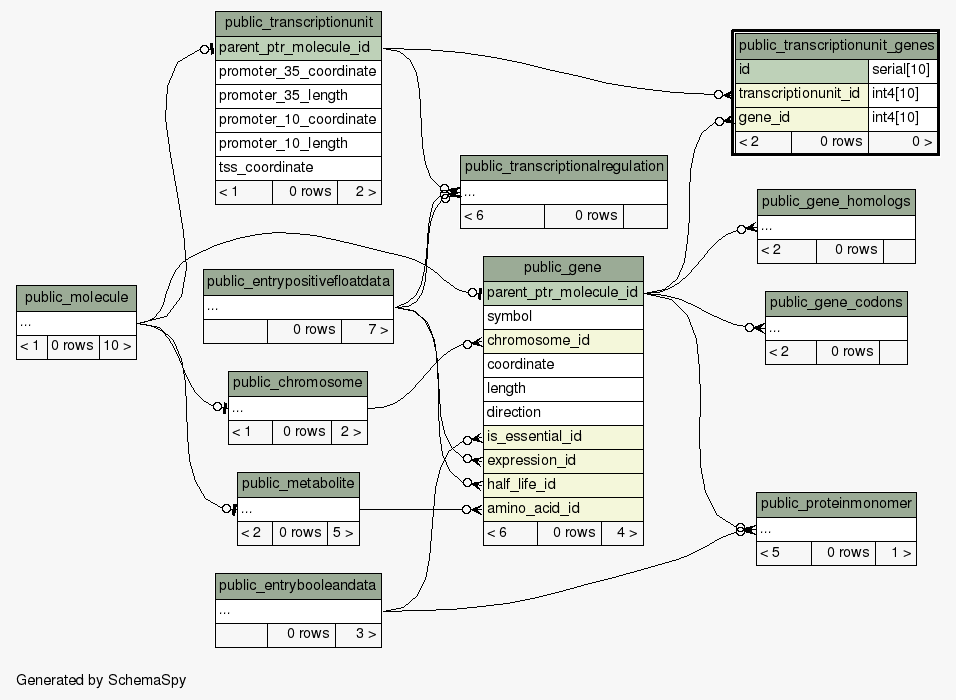 public_transcriptionunit
parent_ptr_molecule_id
promoter_35_coordinate
promoter_35_length
promoter_10_coordinate
promoter_10_length
tss_coordinate
< 1 0 rows 2 >
public_transcriptionunit_genes
id serial[10]
transcriptionunit_id int4[10]
gene_id int4[10]
< 2 0 rows 0 >
public_transcriptionalregulation
...
< 6 0 rows
public_gene_homologs
...
< 2 0 rows
public_molecule
...
< 1 0 rows 10 >
public_entrypositivefloatdata
...
0 rows 7 >
public_gene
parent_ptr_molecule_id
symbol
chromosome_id
coordinate
length
direction
is_essential_id
expression_id
half_life_id
amino_acid_id
< 6 0 rows 4 >
public_gene_codons
...
< 2 0 rows
public_chromosome
...
< 1 0 rows 2 >
public_metabolite
...
< 2 0 rows 5 >
public_proteinmonomer
...
< 5 0 rows 1 >
public_entrybooleandata
...
0 rows 3 >
Generated by SchemaSpy